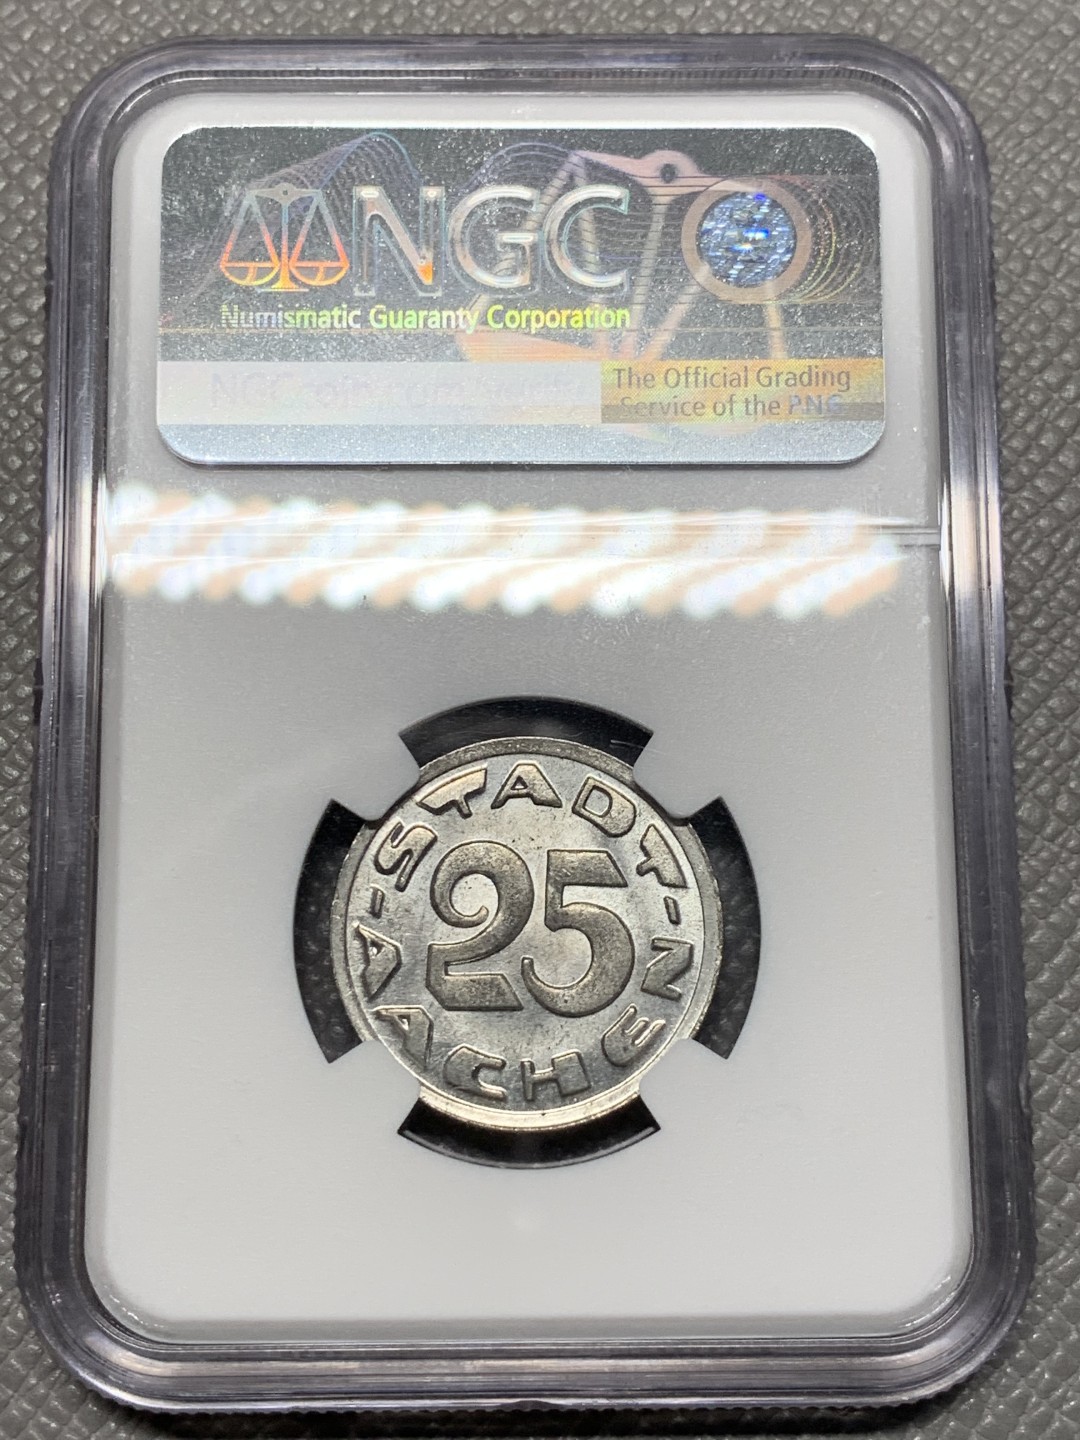 NGC
Numismatic Guaranty Corporation
The Official Grading
Service of the PNG
STADT-
25
AACHEN-